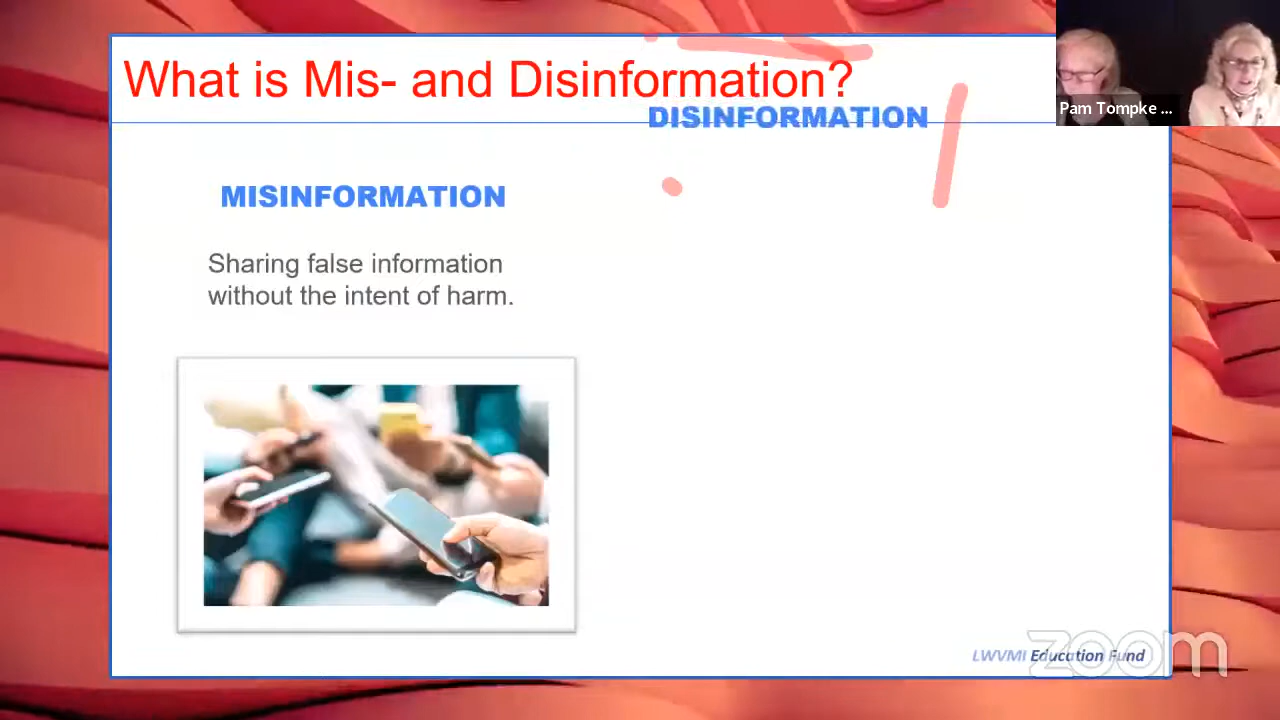 What is Mis- and Disinformation?
DISINFORMATION
Pam Tompke ...
MISINFORMATION
Sharing false information
without the intent of harm.
LWVMI Education Fund
zoom